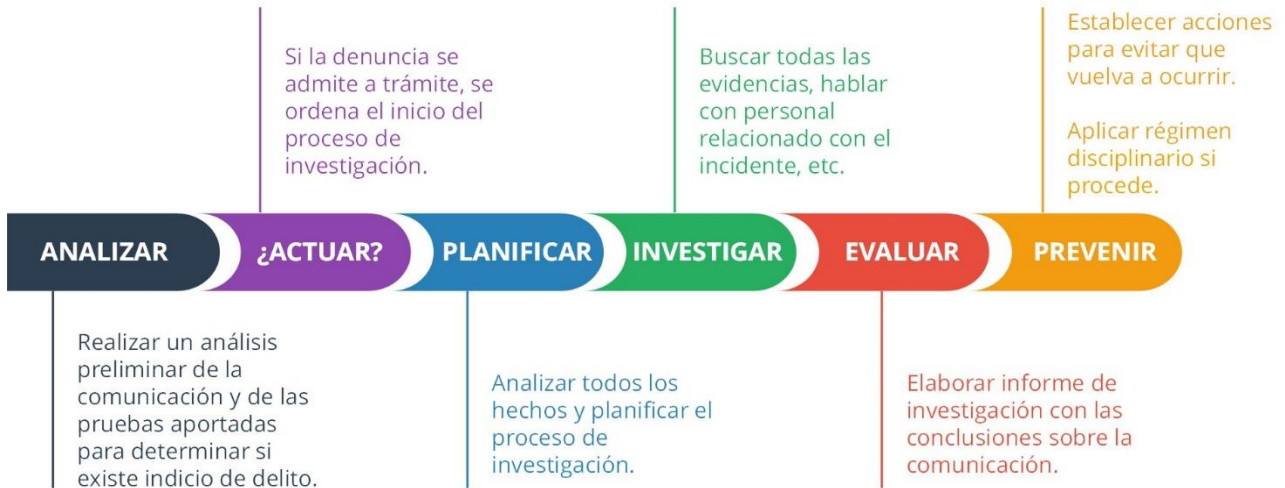 Si la denuncia se
admite a trámite, se
ordena el inicio del
proceso de
investigación.
Buscar todas las
evidencias, hablar
con personal
relacionado con el
incidente, etc.
Establecer acciones
para evitar que
vuelva a ocurrir.
Aplicar régimen
disciplinario si
procede.
ANALIZAR
¿ACTUAR?
PLANIFICAR
INVESTIGAR
EVALUAR
PREVENIR
Realizar un análisis
preliminar de la
comunicación y de las
pruebas aportadas
para determinar si
existe indicio de delito.
Analizar todos los
hechos y planificar el
proceso de
investigación.
Elaborar informe de
investigación con las
conclusiones sobre la
comunicación.